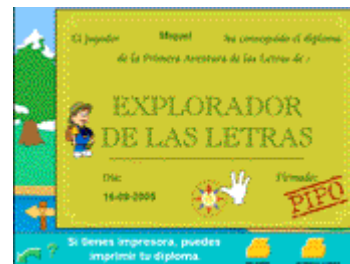 El jugador Miguel ha conseguido el diploma
de la Primera Aventura de las Letras de :
EXPLORADOR
DE LAS LETRAS
Día: Firmado:
16-09-2005
PIPO
Si tienes impresora, puedes
imprimir tu diploma.
?